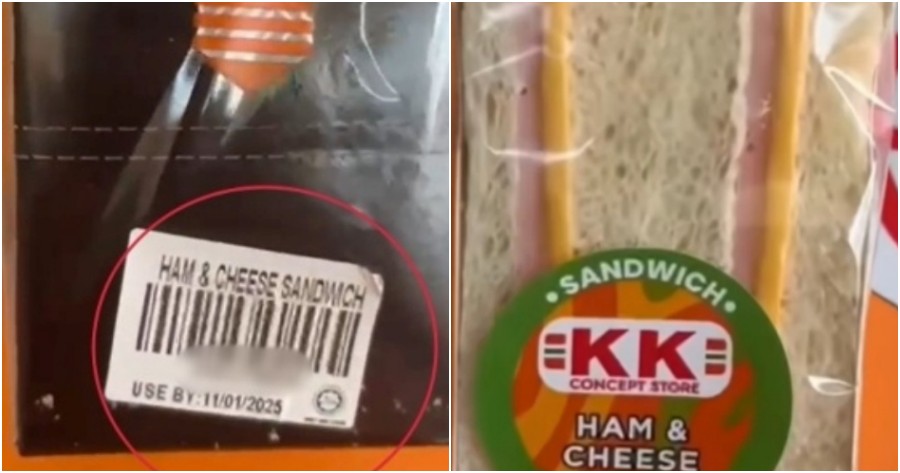 HAM & CHEESE SANDWICH
USE BY:11/01/2025
SANDWICH
KK
CONCEPT STORE
HAM &
CHEESE